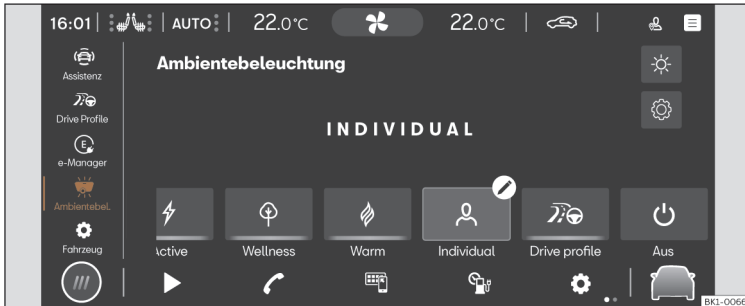 16:01 AUTO 22.0°C 22.0°C
Assistenz
Drive Profile
E
e-Manager
Ambientebel.
Fahrzeug
Ambientebeleuchtung
INDIVIDUAL
Active Wellness Warm Individual Drive profile Aus
BK1-0066